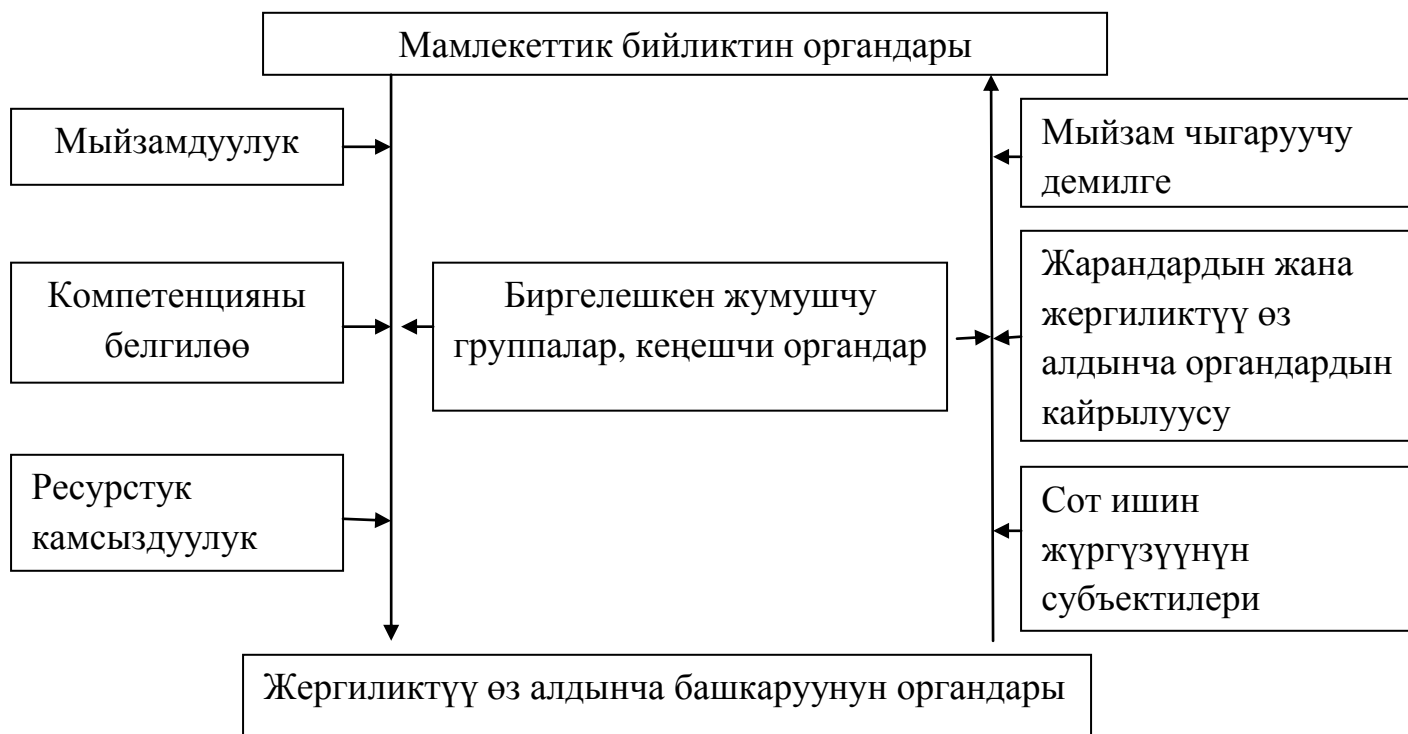 Мамлекеттик бийликтин органдары
Мыйзамдуулук
Мыйзам чыгаруучу
демилге
Компетенцияны
белгилөө
Биргелешкен жумушчу
группалар, кеңешчи органдар
Жарандардын жана
жергиликтүү өз
алдынча органдардын
кайрылуусу
Ресурстук
камсыздуулук
Сот ишин
жүргүзүүнүн
субъектилери
Жергиликтүү өз алдынча башкаруунун органдары